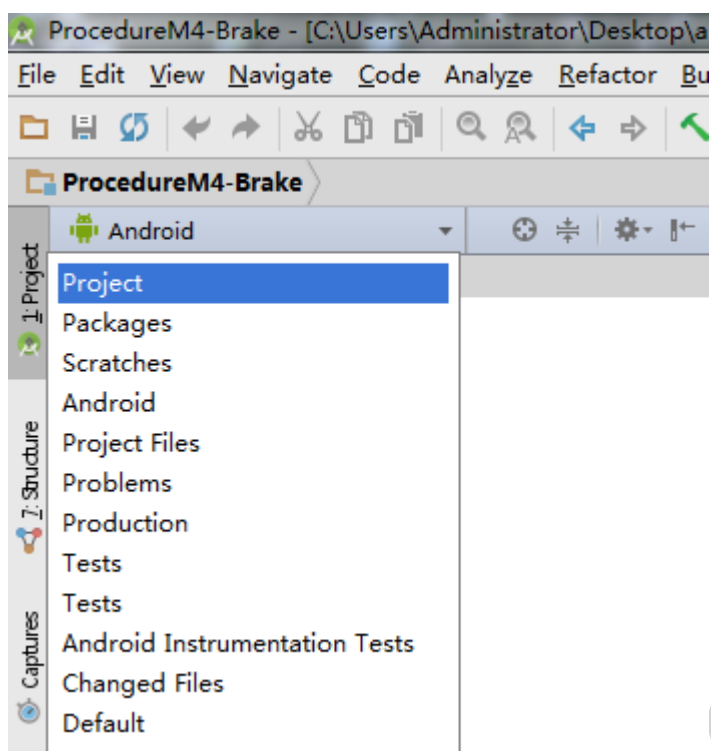 ProcedureM4-Brake - [C:\Users\Administrator\Desktop\a
File Edit View Navigate Code Analyze Refactor Bu
ProcedureM4-Brake
Android
1: Project
7: Structure
Captures
Project
Packages
Scratches
Android
Project Files
Problems
Production
Tests
Tests
Android Instrumentation Tests
Changed Files
Default